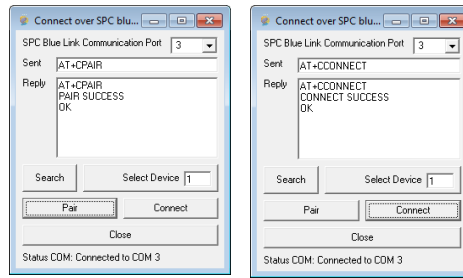 Connect over SPC blu...
SPC Blue Link Communication Port 3
Sent AT+CPAIR
Reply AT+CPAIR
PAIR SUCCESS
OK
Search Select Device 1
Pair Connect
Close
Status COM: Connected to COM 3
Connect over SPC blu...
SPC Blue Link Communication Port 3
Sent AT+CCONNECT
Reply AT+CCONNECT
CONNECT SUCCESS
OK
Search Select Device 1
Pair Connect
Close
Status COM: Connected to COM 3